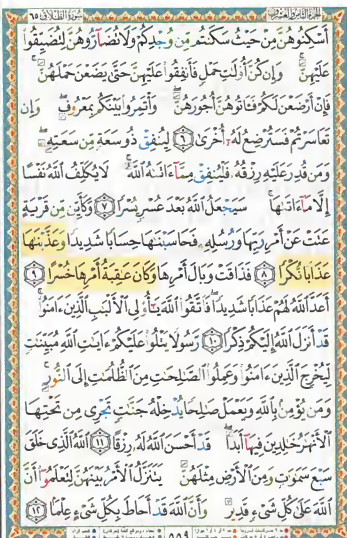 سورة الطلاق ٦٥
أَسْكِنُوهُنَّ مِنْ حَيْثُ سَكَنتُم مِّن وُجْدِكُمْ وَلَا تُضَآرُّوهُنَّ لِتُضَيِّقُوا۟
عَلَيْهِنَّ ۚ وَإِن كُنَّ أُو۟لَـٰتِ حَمْلٍ فَأَنفِقُوا۟ عَلَيْهِنَّ حَتَّىٰ يَضَعْنَ حَمْلَهُنَّ ۚ
فَإِنْ أَرْضَعْنَ لَكُمْ فَـَٔاتُوهُنَّ أُجُورَهُنَّ ۖ وَأْتَمِرُوا۟ بَيْنَكُم بِمَعْرُوفٍ ۖ وَإِن
تَعَاسَرْتُمْ فَسَتُرْضِعُ لَهُۥٓ أُخْرَىٰ ٦ لِيُنفِقْ ذُو سَعَةٍ مِّن سَعَتِهِۦ ۖ
وَمَن قُدِرَ عَلَيْهِ رِزْقُهُۥ فَلْيُنفِقْ مِمَّآ ءَاتَىٰهُ ٱللَّهُ ۚ لَا يُكَلِّفُ ٱللَّهُ نَفْسًا
إِلَّا مَآ ءَاتَىٰهَا ۚ سَيَجْعَلُ ٱللَّهُ بَعْدَ عُسْرٍ يُسْرًا ٧ وَكَأَيِّن مِّن قَرْيَةٍ
عَتَتْ عَنْ أَمْرِ رَبِّهَا وَرُسُلِهِۦ فَحَاسَبْنَـٰهَا حِسَابًا شَدِيدًا وَعَذَّبْنَـٰهَا
عَذَابًا نُّكْرًا ٨ فَذَاقَتْ وَبَالَ أَمْرِهَا وَكَانَ عَـٰقِبَةُ أَمْرِهَا خُسْرًا ٩
أَعَدَّ ٱللَّهُ لَهُمْ عَذَابًا شَدِيدًا ۖ فَٱتَّقُوا۟ ٱللَّهَ يَـٰٓأُو۟لِى ٱلْأَلْبَـٰبِ ٱلَّذِينَ ءَامَنُوا۟ ۚ
قَدْ أَنزَلَ ٱللَّهُ إِلَيْكُمْ ذِكْرًا ١٠ رَّسُولًا يَتْلُوا۟ عَلَيْكُمْ ءَايَـٰتِ ٱللَّهِ مُبَيِّنَـٰتٍ
لِّيُخْرِجَ ٱلَّذِينَ ءَامَنُوا۟ وَعَمِلُوا۟ ٱلصَّـٰلِحَـٰتِ مِنَ ٱلظُّلُمَـٰتِ إِلَى ٱلنُّورِ ۚ
وَمَن يُؤْمِنۢ بِٱللَّهِ وَيَعْمَلْ صَـٰلِحًا يُدْخِلْهُ جَنَّـٰتٍ تَجْرِى مِن تَحْتِهَا
ٱلْأَنْهَـٰرُ خَـٰلِدِينَ فِيهَآ أَبَدًا ۖ قَدْ أَحْسَنَ ٱللَّهُ لَهُۥ رِزْقًا ١١ ٱللَّهُ ٱلَّذِى خَلَقَ
سَبْعَ سَمَـٰوَٰتٍ وَمِنَ ٱلْأَرْضِ مِثْلَهُنَّ يَتَنَزَّلُ ٱلْأَمْرُ بَيْنَهُنَّ لِتَعْلَمُوٓا۟ أَنَّ
ٱللَّهَ عَلَىٰ كُلِّ شَىْءٍ قَدِيرٌ وَأَنَّ ٱللَّهَ قَدْ أَحَاطَ بِكُلِّ شَىْءٍ عِلْمًا ١٢
٥٥٩